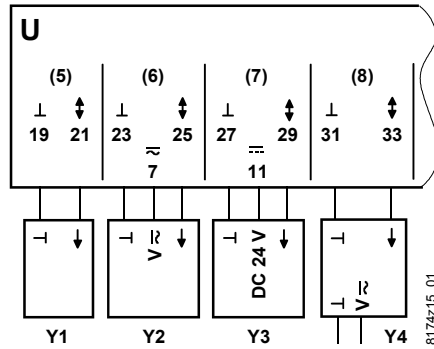 U
(5) (6) (7) (8)
19 21 23 25 27 29 31 33
7 11
V
DC 24 V
V
Y1 Y2 Y3 Y4
8174z15_01